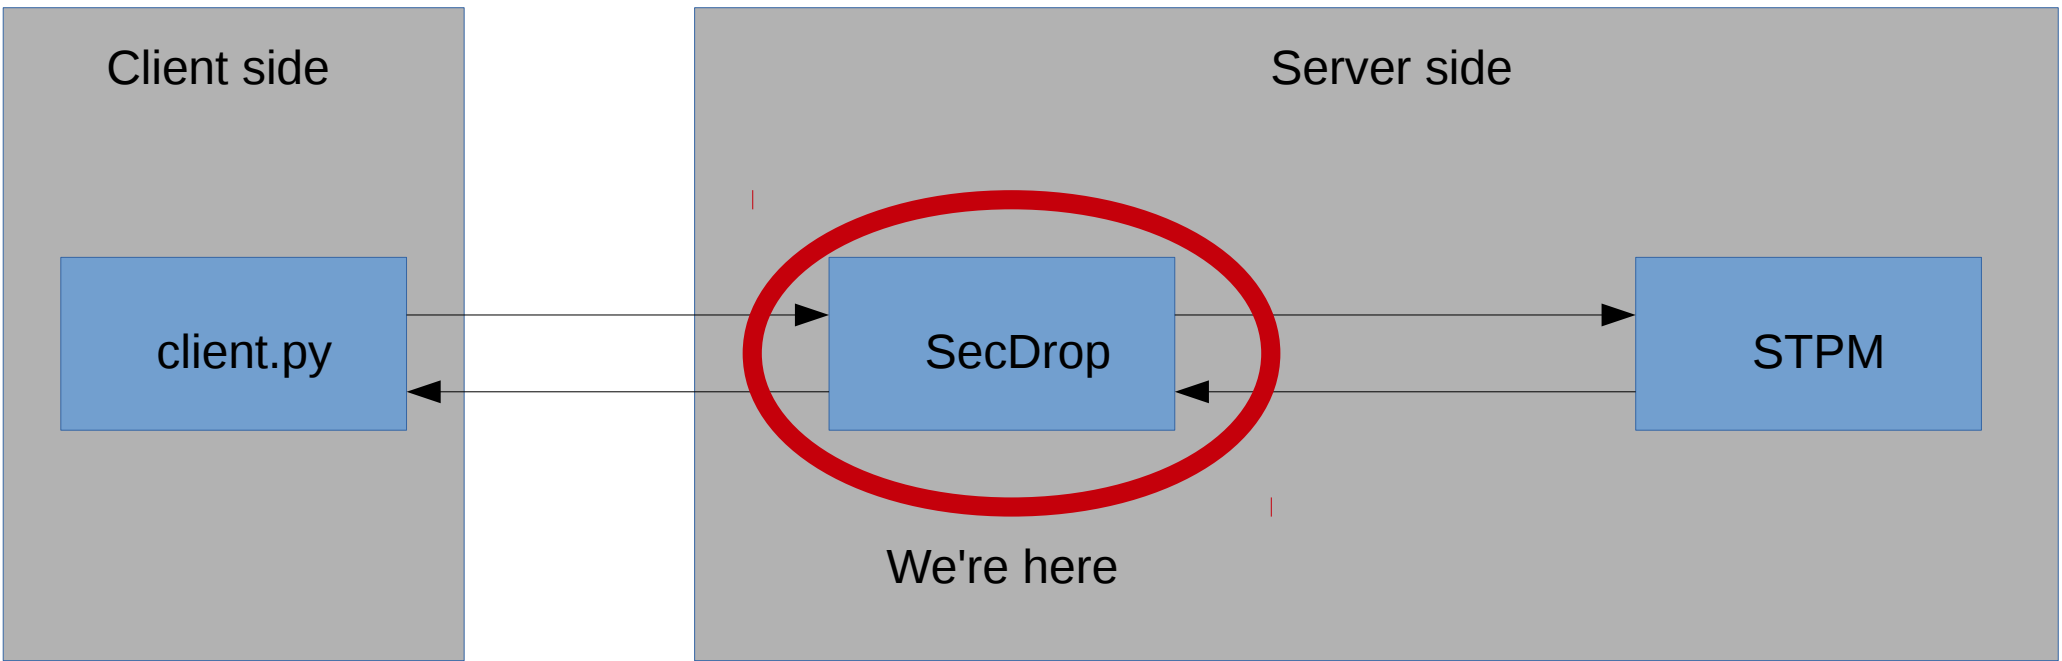 Client side
Server side
client.py
SecDrop
STPM
We're here